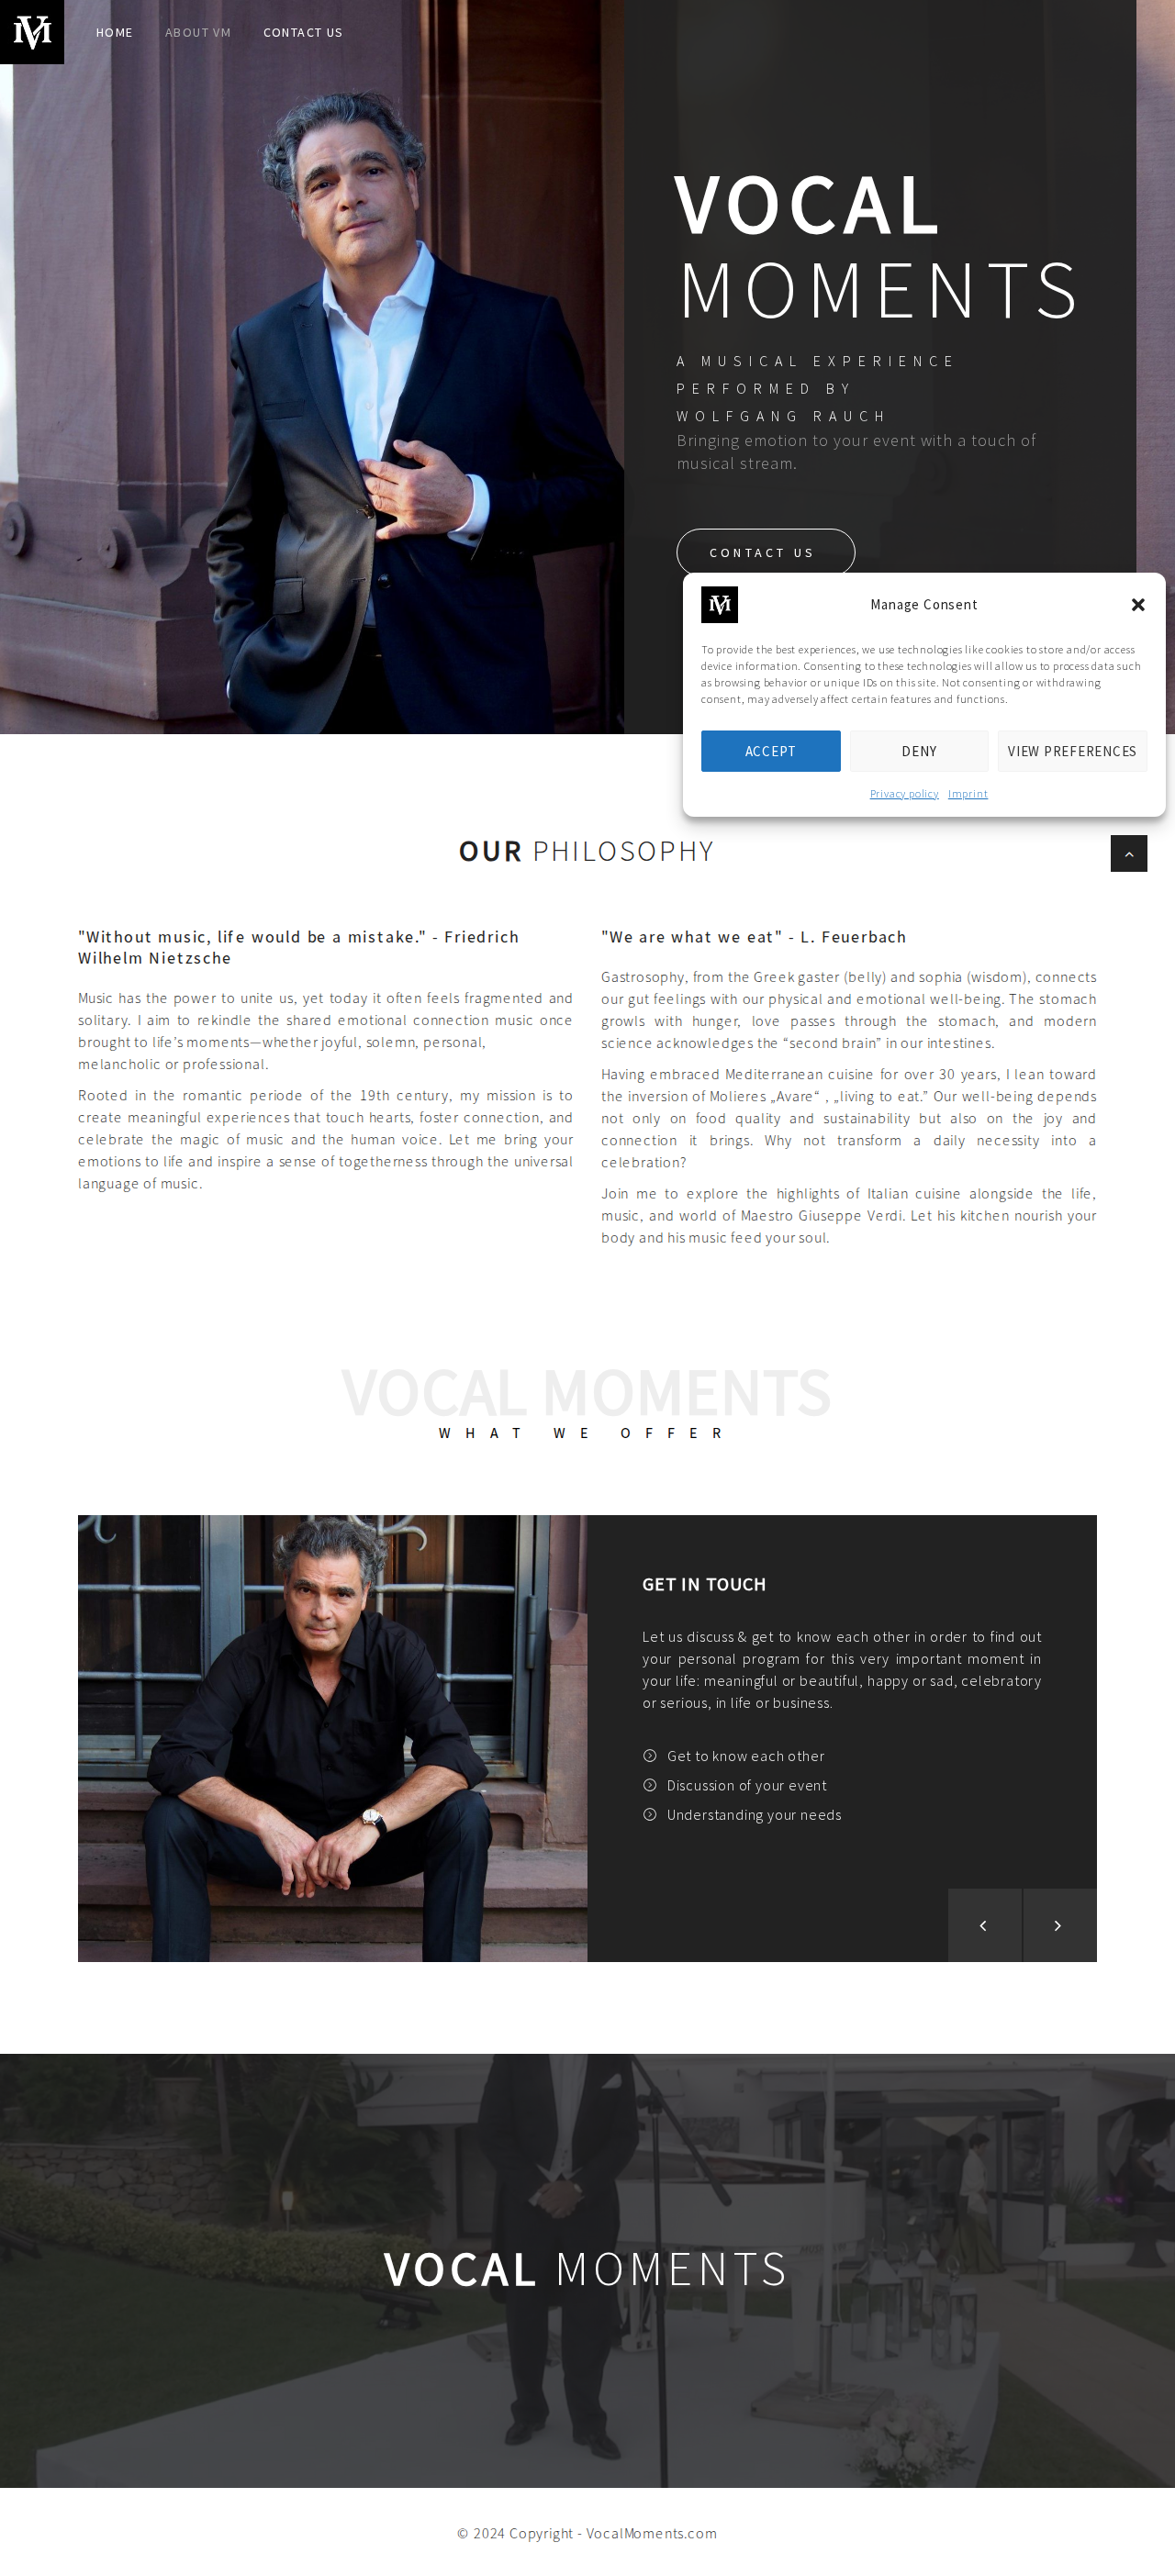 VM
HOME
ABOUT VM
CONTACT US
VOCAL
MOMENTS
A MUSICAL EXPERIENCE
PERFORMED BY
WOLFGANG RAUCH
Bringing emotion to your event with a touch of
musical stream.
CONTACT US
VM
Manage Consent
To provide the best experiences, we use technologies like cookies to store and/or access
device information. Consenting to these technologies will allow us to process data such
as browsing behavior or unique IDs on this site. Not consenting or withdrawing
consent, may adversely affect certain features and functions.
ACCEPT
DENY
VIEW PREFERENCES
Privacy policy
Imprint
OUR PHILOSOPHY
"Without music, life would be a mistake." - Friedrich
Wilhelm Nietzsche
Music has the power to unite us, yet today it often feels fragmented and
solitary. I aim to rekindle the shared emotional connection music once
brought to life’s moments—whether joyful, solemn, personal,
melancholic or professional.
Rooted in the romantic periode of the 19th century, my mission is to
create meaningful experiences that touch hearts, foster connection, and
celebrate the magic of music and the human voice. Let me bring your
emotions to life and inspire a sense of togetherness through the universal
language of music.
"We are what we eat" - L. Feuerbach
Gastrosophy, from the Greek gaster (belly) and sophia (wisdom), connects
our gut feelings with our physical and emotional well-being. The stomach
growls with hunger, love passes through the stomach, and modern
science acknowledges the “second brain” in our intestines.
Having embraced Mediterranean cuisine for over 30 years, I lean toward
the inversion of Molieres „Avare“ , „living to eat.” Our well-being depends
not only on food quality and sustainability but also on the joy and
connection it brings. Why not transform a daily necessity into a
celebration?
Join me to explore the highlights of Italian cuisine alongside the life,
music, and world of Maestro Giuseppe Verdi. Let his kitchen nourish your
body and his music feed your soul.
VOCAL MOMENTS
WHAT WE OFFER
GET IN TOUCH
Let us discuss & get to know each other in order to find out
your personal program for this very important moment in
your life: meaningful or beautiful, happy or sad, celebratory
or serious, in life or business.
Get to know each other
Discussion of your event
Understanding your needs
VOCAL MOMENTS
© 2024 Copyright - VocalMoments.com